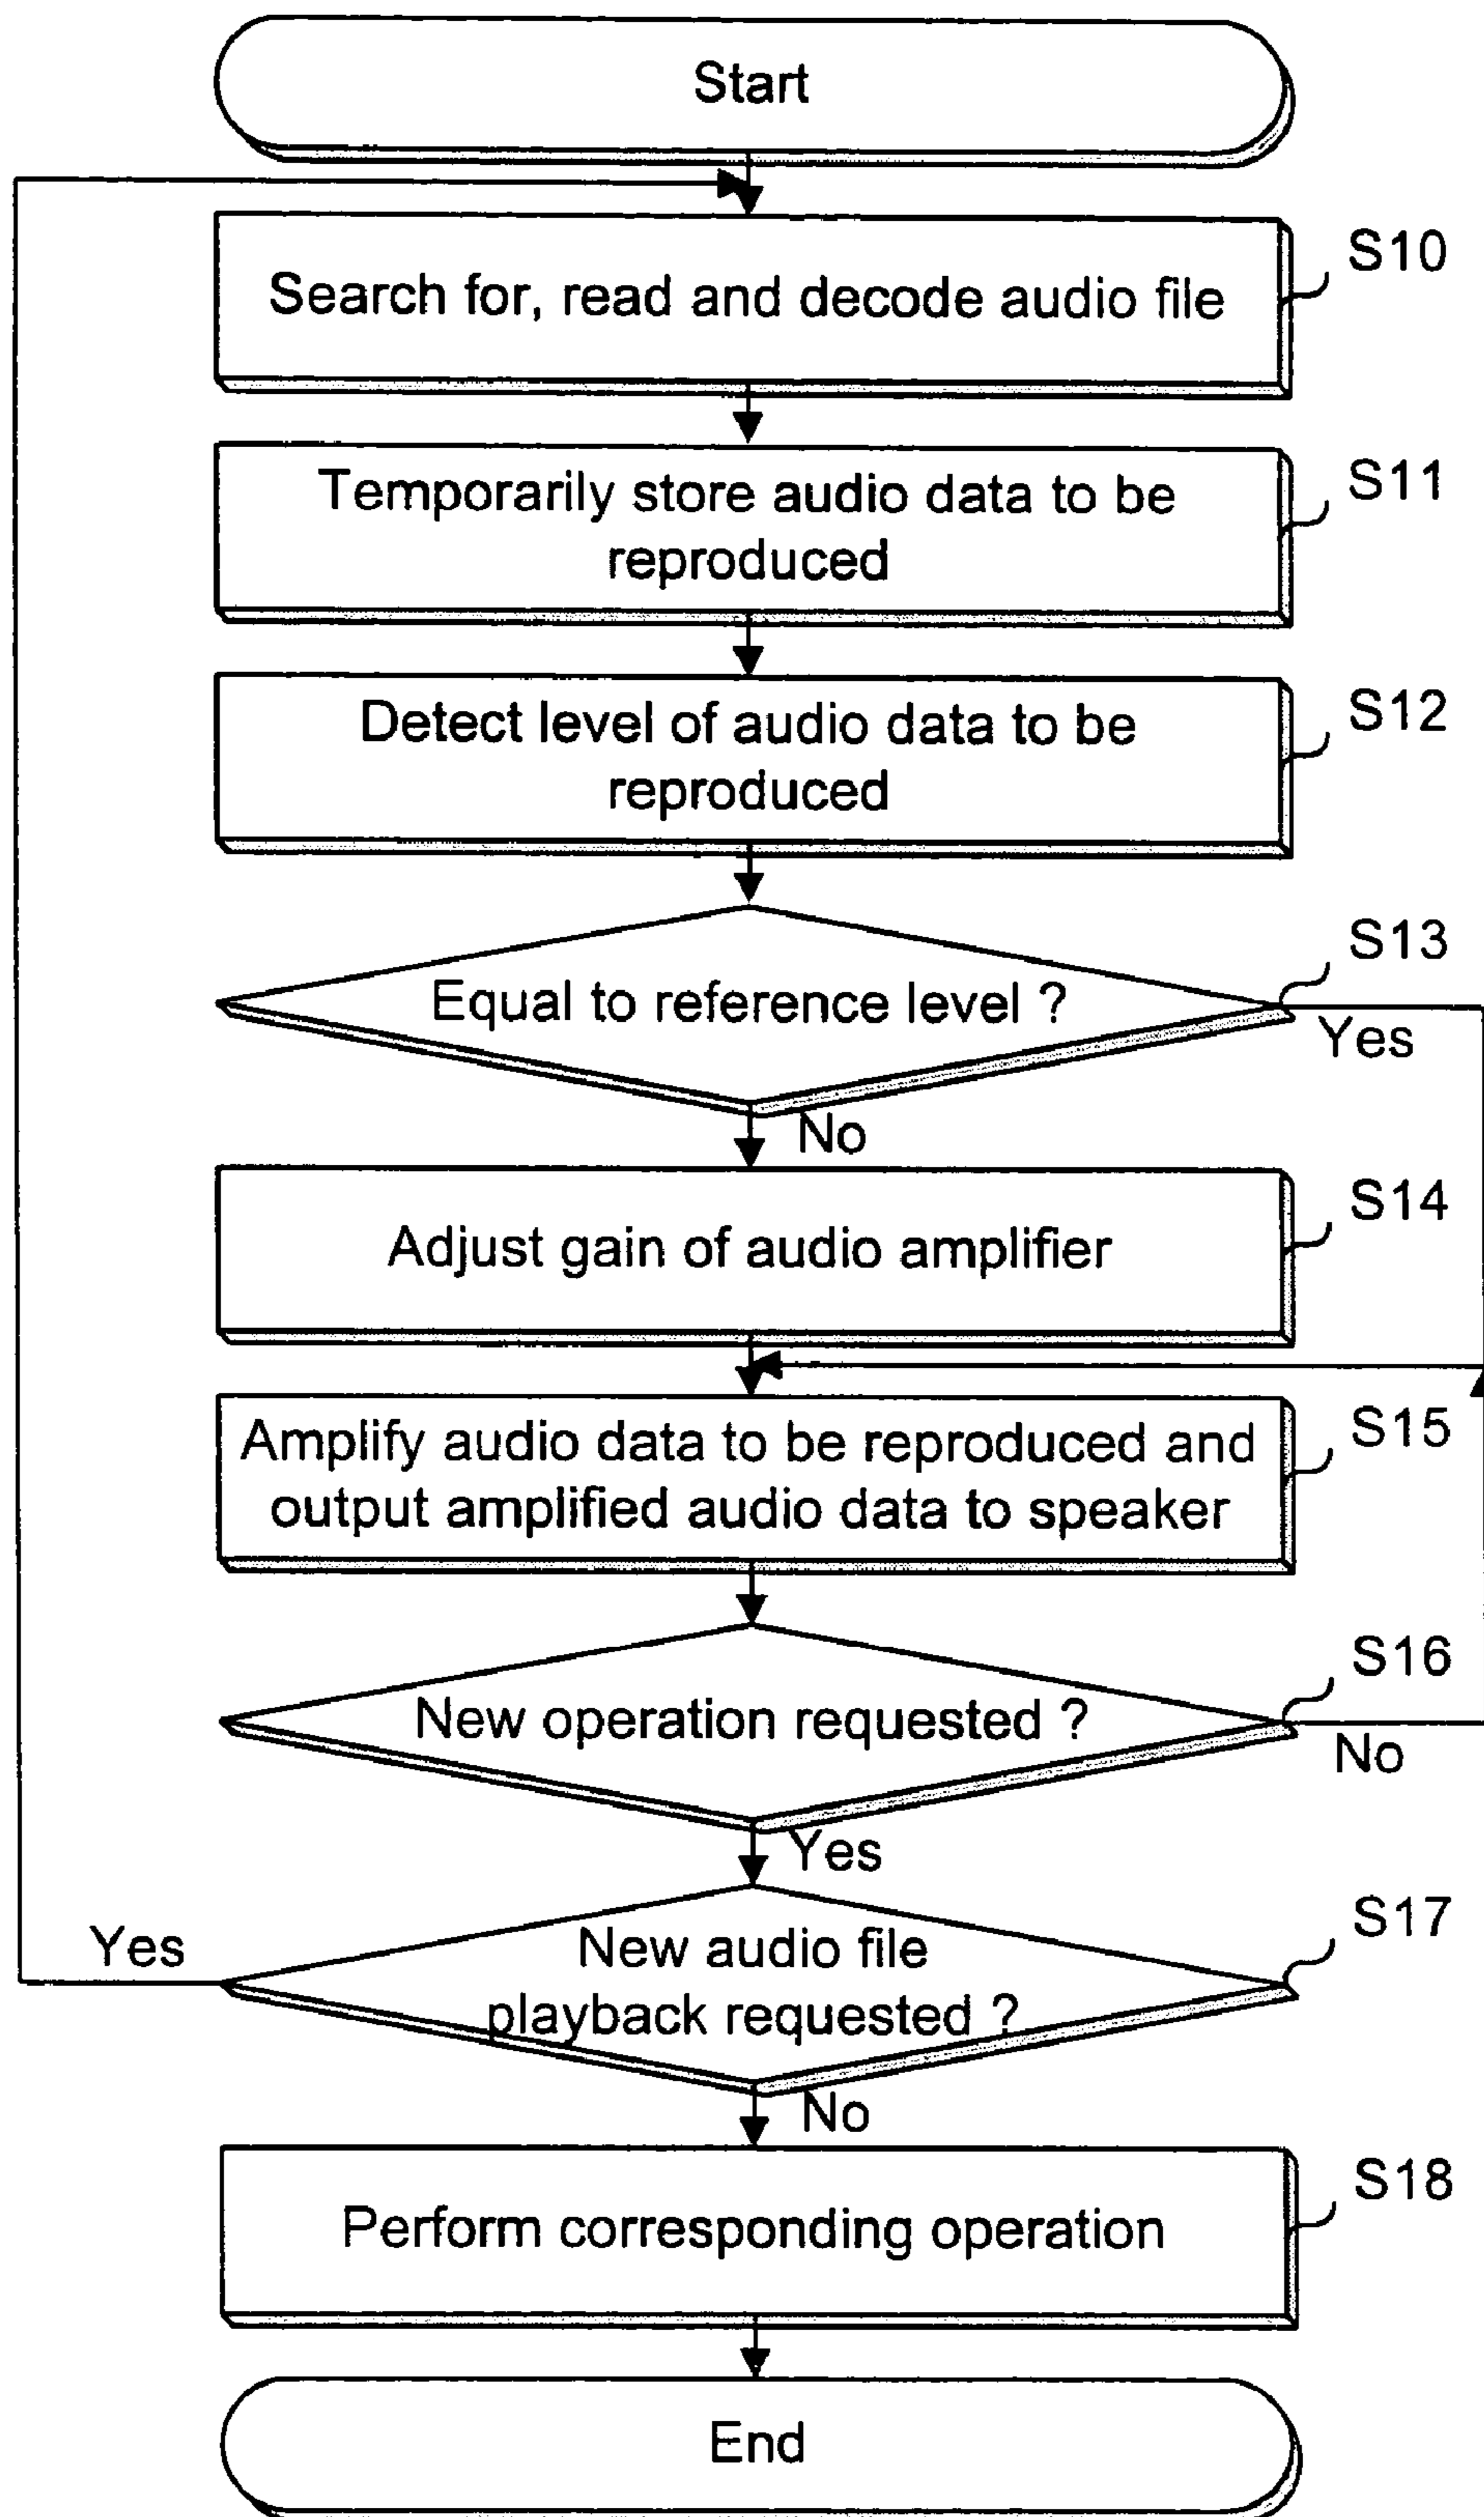 Start
S10
Search for, read and decode audio file
S11
Temporarily store audio data to be
reproduced
S12
Detect level of audio data to be
reproduced
S13
Equal to reference level ?
Yes
No
S14
Adjust gain of audio amplifier
S15
Amplify audio data to be reproduced and
output amplified audio data to speaker
S16
New operation requested ?
No
Yes
S17
Yes
New audio file
playback requested ?
No
S18
Perform corresponding operation
End